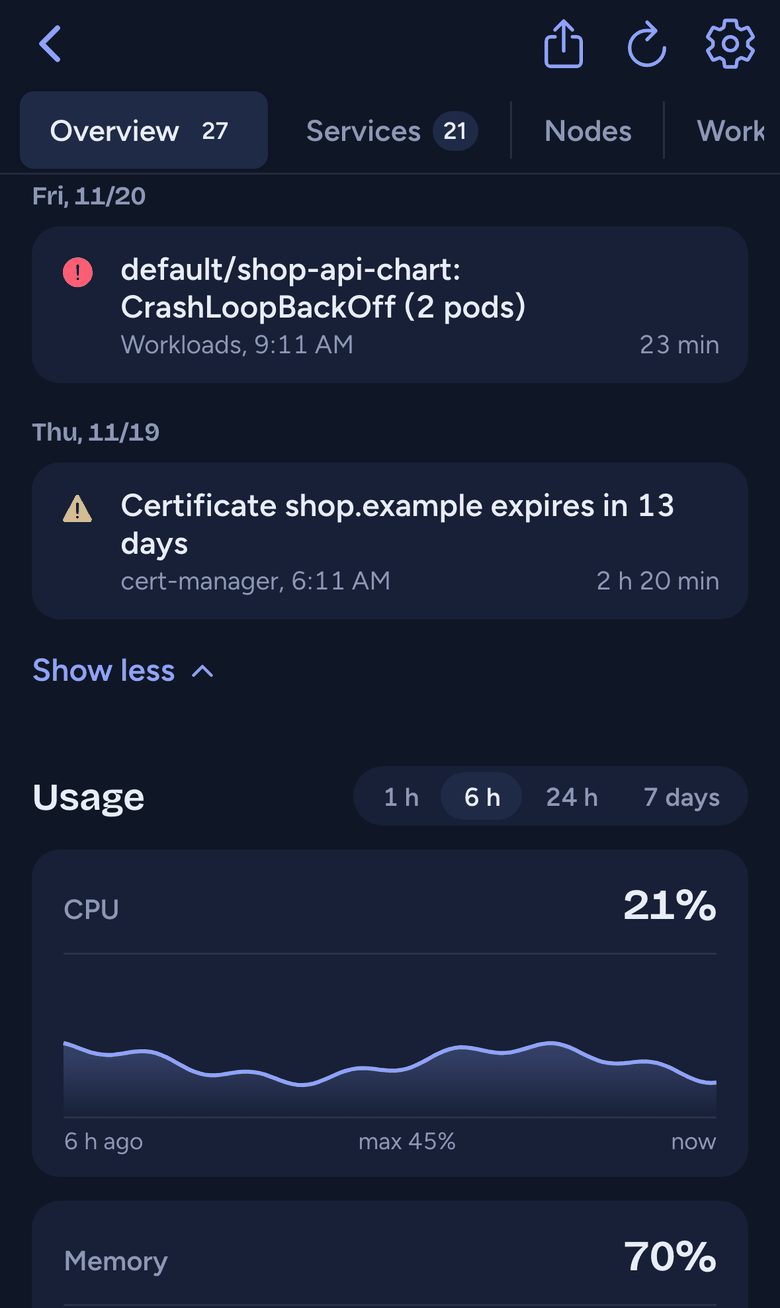 Overview 27 Services 21 Nodes Work
Fri, 11/20
default/shop-api-chart:
CrashLoopBackOff (2 pods)
Workloads, 9:11 AM 23 min
Thu, 11/19
Certificate shop.example expires in 13
days
cert-manager, 6:11 AM 2 h 20 min
Show less
Usage 1 h 6 h 24 h 7 days
CPU 21%
6 h ago max 45% now
Memory 70%